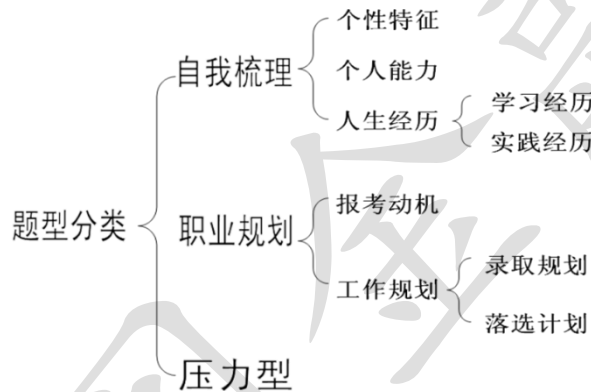 题型分类
自我梳理
个性特征
个人能力
人生经历
学习经历
实践经历
职业规划
报考动机
工作规划
录取规划
落选计划
压力型